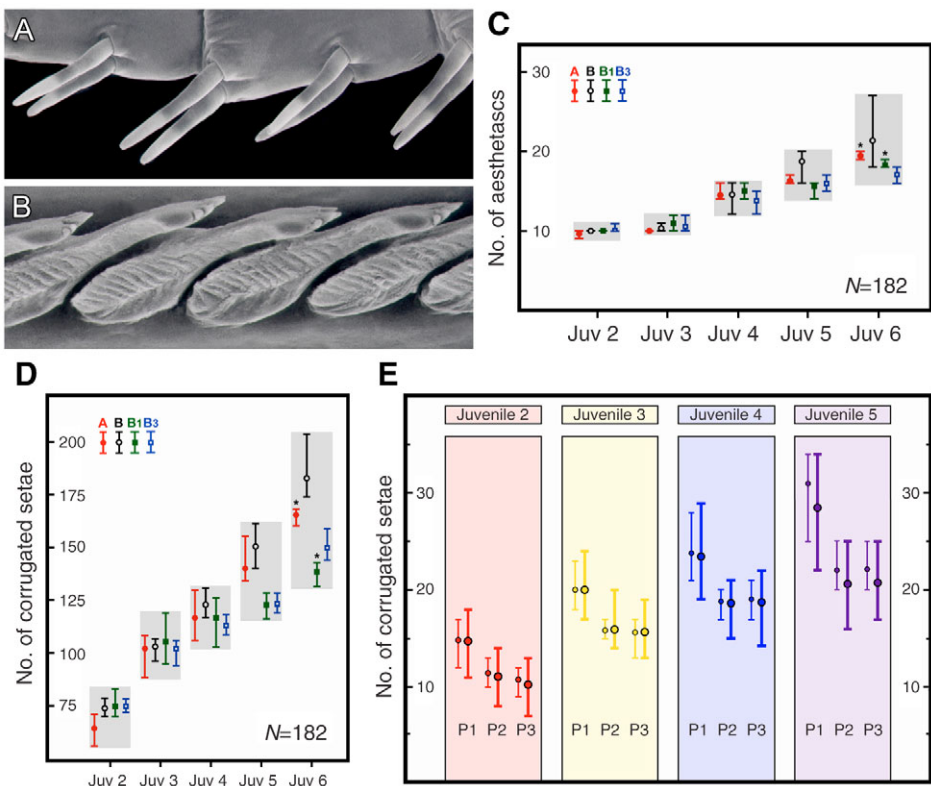 A
B
C
No. of aesthetascs
30
20
10
A B B1 B3
*
*
N=182
Juv 2 Juv 3 Juv 4 Juv 5 Juv 6
D
No. of corrugated setae
200
175
150
125
100
75
A B B1 B3
*
*
N=182
Juv 2 Juv 3 Juv 4 Juv 5 Juv 6
E
No. of corrugated setae
Juvenile 2 Juvenile 3 Juvenile 4 Juvenile 5
30 30
20 20
10 10
P1 P2 P3 P1 P2 P3 P1 P2 P3 P1 P2 P3